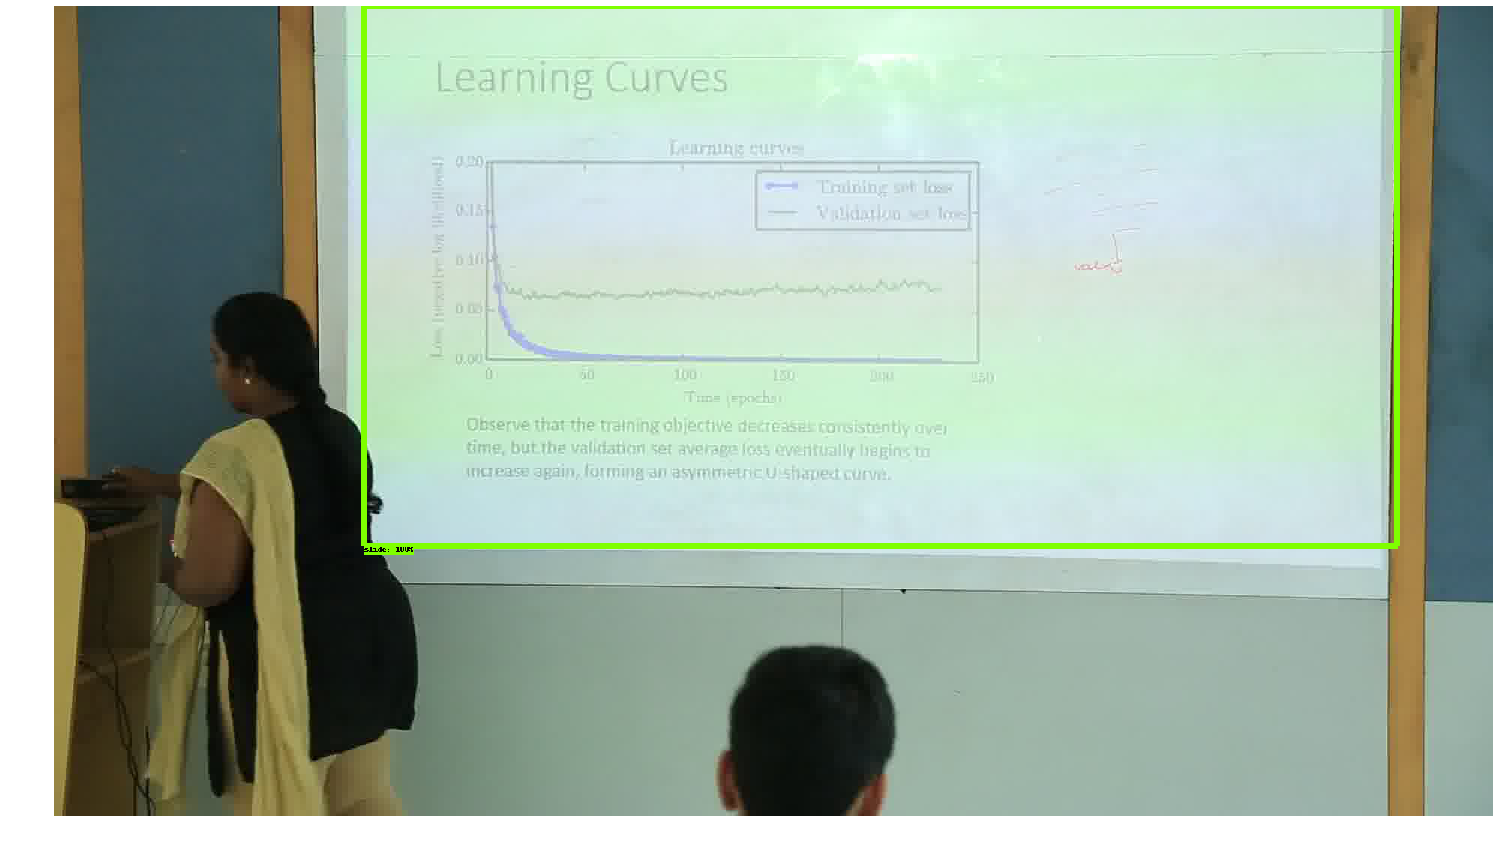 Learning Curves
Learning curves
Loss (negative log likelihood)
0.20
0.15
0.10
0.05
0.00
Training set loss
Validation set loss
0 50 100 150 200 250
Time (epochs)
Observe that the training objective decreases consistently over
time, but the validation set average loss eventually begins to
increase again, forming an asymmetric U-shaped curve.
slide: 100%